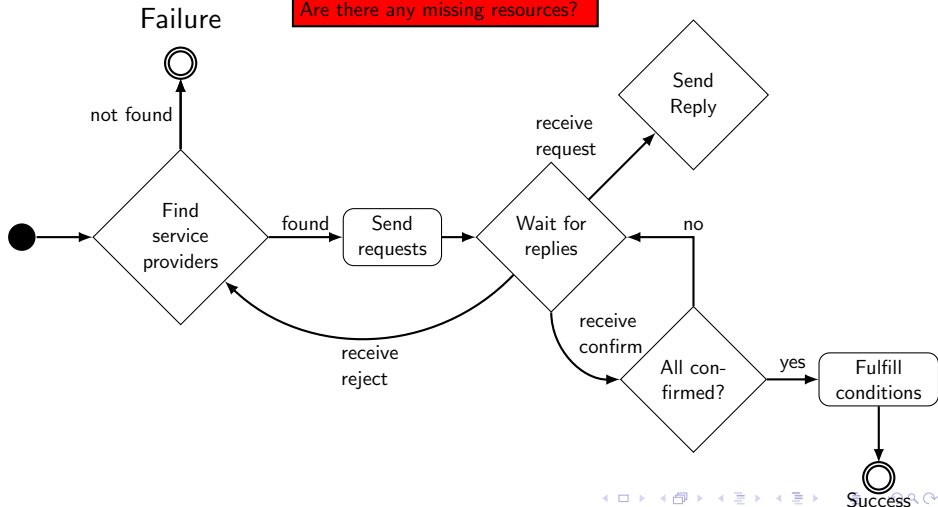 Are there any missing resources?
Failure
not found
Find
service
providers
found
Send
requests
Wait for
replies
receive
request
Send
Reply
no
receive
reject
receive
confirm
All con-
firmed?
yes
Fulfill
conditions
Success